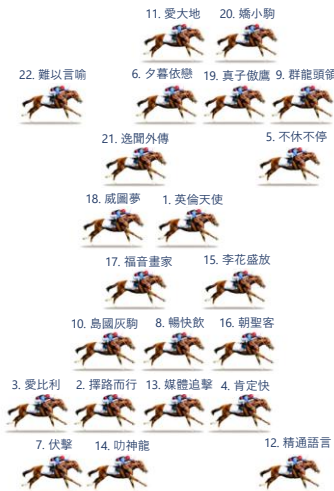 11. 愛大地 20. 嬌小駒
22. 難以言喻 6. 夕暮依戀 19. 真子傲鷹 9. 群龍頭領
21. 逸聞外傳 5. 不休不停
18. 威圖夢 1. 英倫天使
17. 福音畫家 15. 李花盛放
10. 島國灰駒 8. 暢快飲 16. 朝聖客
3. 愛比利 2. 擇路而行 13. 媒體追擊 4. 肯定快
7. 伏擊 14. 叻神龍 12. 精通語言